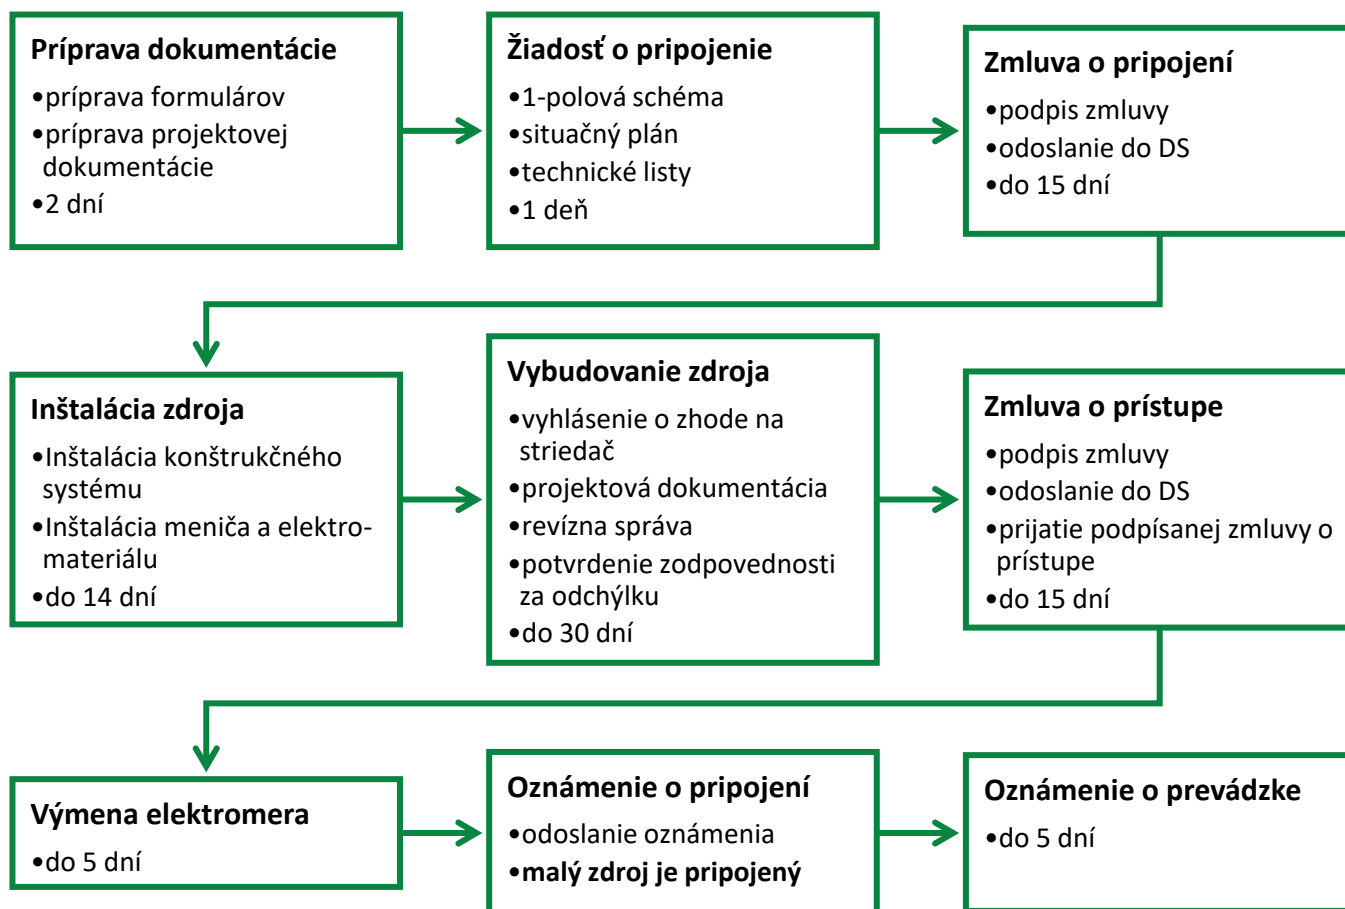 Príprava dokumentácie
•príprava formulárov
•príprava projektovej
dokumentácie
•2 dní
Žiadosť o pripojenie
•1-polová schéma
•situačný plán
•technické listy
•1 deň
Zmluva o pripojení
•podpis zmluvy
•odoslanie do DS
•do 15 dní
Inštalácia zdroja
•Inštalácia konštrukčného
systému
•Inštalácia meniča a elektro-
materiálu
•do 14 dní
Vybudovanie zdroja
•vyhlásenie o zhode na
striedač
•projektová dokumentácia
•revízna správa
•potvrdenie zodpovednosti
za odchýlku
•do 30 dní
Zmluva o prístupe
•podpis zmluvy
•odoslanie do DS
•prijatie podpísanej zmluvy o
prístupe
•do 15 dní
Výmena elektromera
•do 5 dní
Oznámenie o pripojení
•odoslanie oznámenia
•malý zdroj je pripojený
Oznámenie o prevádzke
•do 5 dní